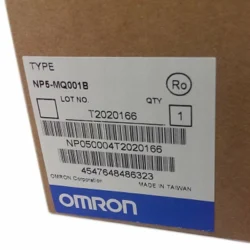 TYPE
NP5-MQ001B
Ro
LOT NO. QTY
T2020166 1
NP050004T2020166
4547648486323
OMRON Corporation MADE IN TAIWAN
OMRON